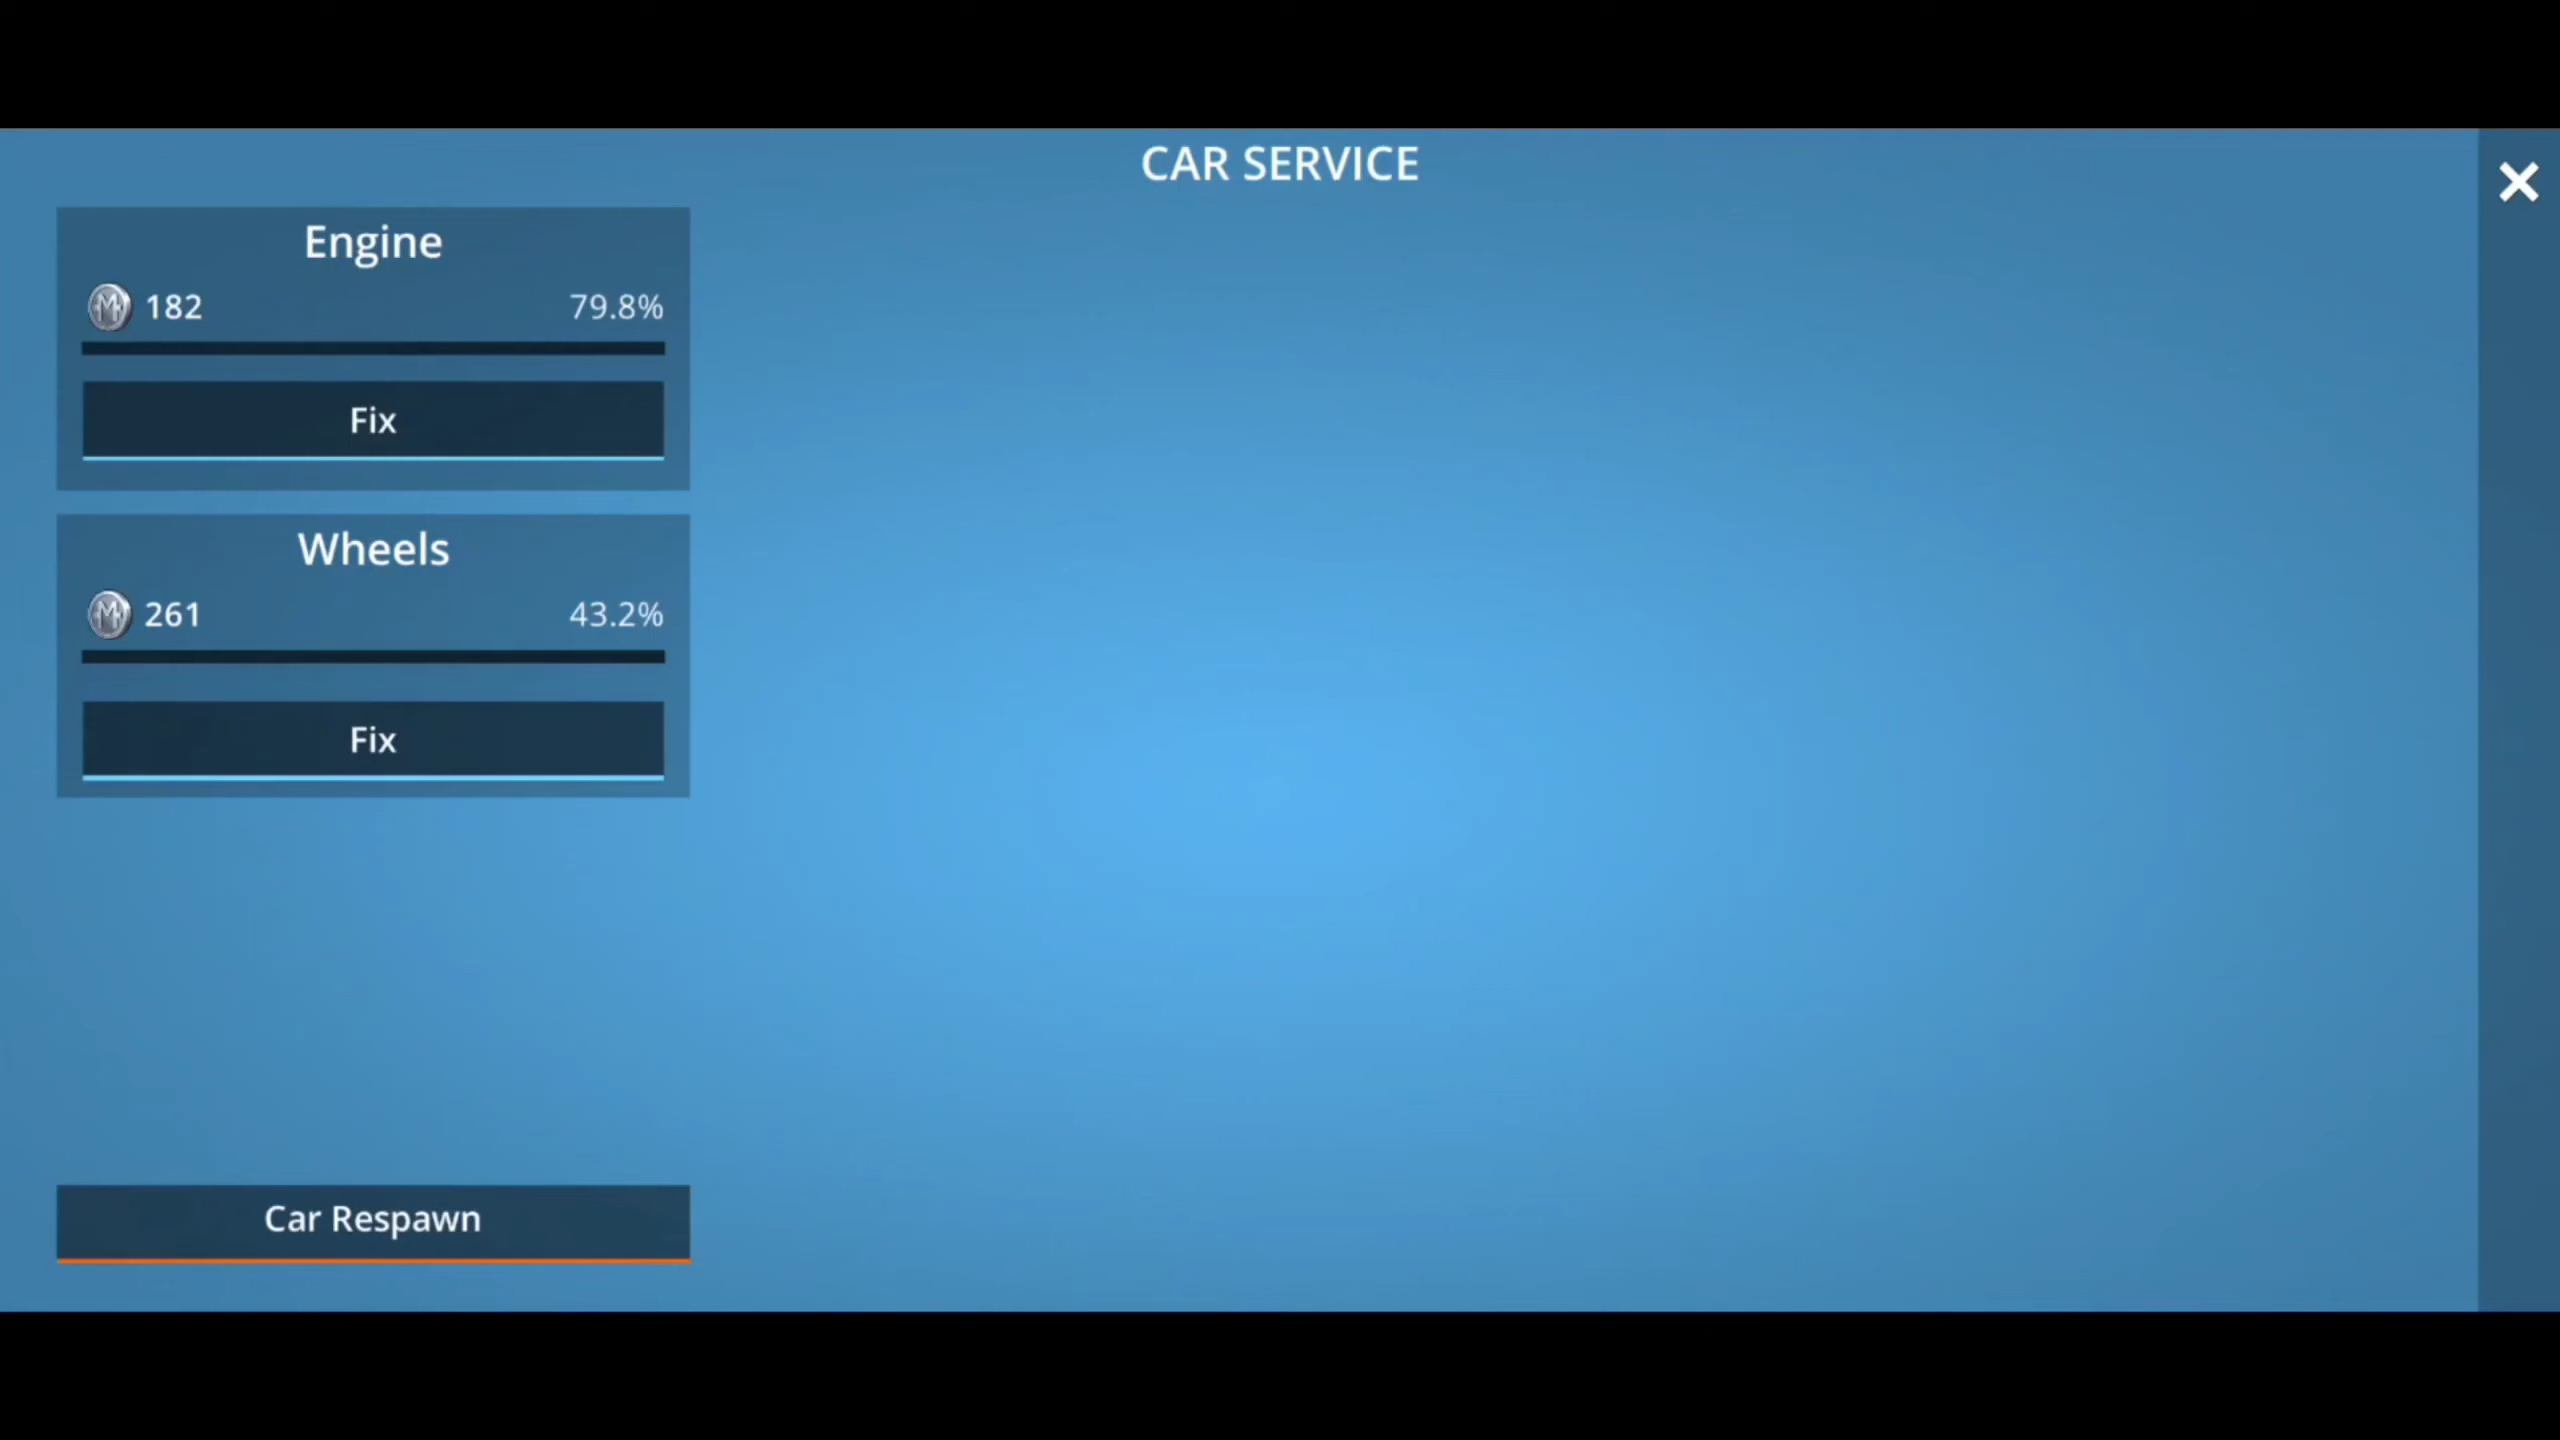 CAR SERVICE
Engine
182 79.8%
Fix
Wheels
261 43.2%
Fix
Car Respawn